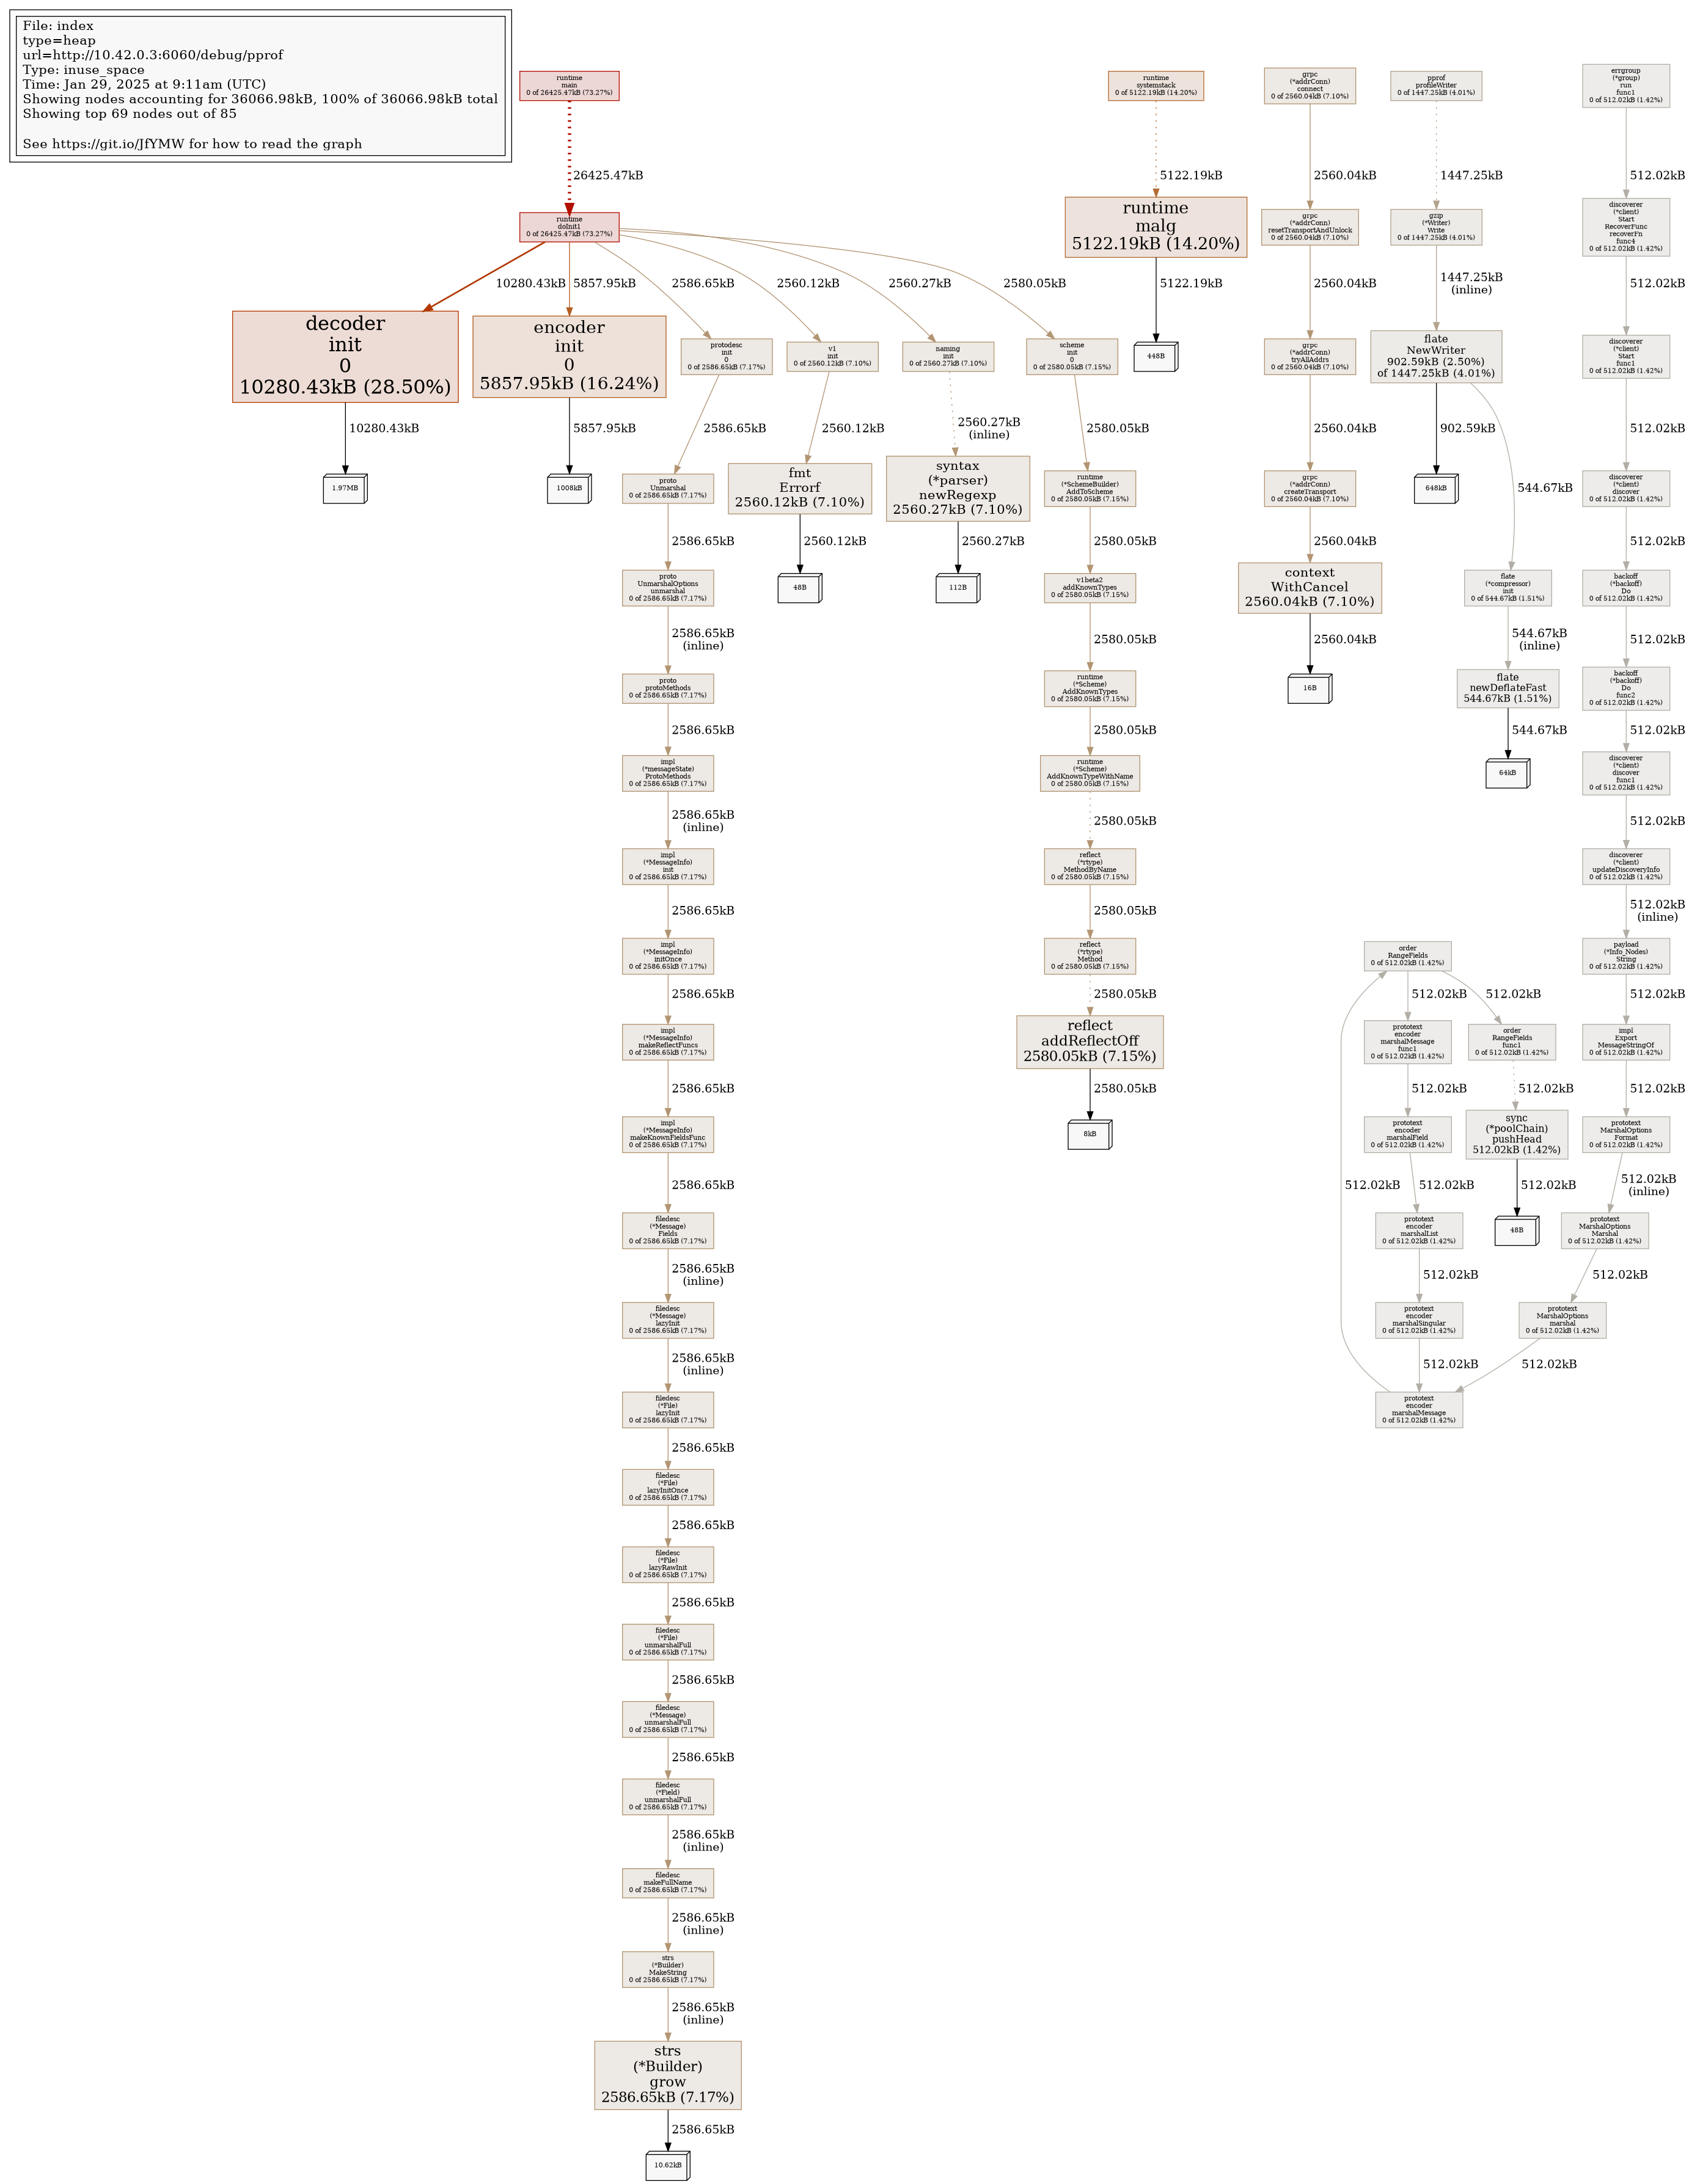 File: index
type=heap
url=http://10.42.0.3:6060/debug/pprof
Type: inuse_space
Time: Jan 29, 2025 at 9:11am (UTC)
Showing nodes accounting for 36066.98kB, 100% of 36066.98kB total
Showing top 69 nodes out of 85
See https://git.io/JfYMW for how to read the graph
runtime
main
0 of 26425.47kB (73.27%)
26425.47kB
runtime
doInit1
0 of 26425.47kB (73.27%)
10280.43kB
5857.95kB
2586.65kB
2560.12kB
2560.27kB
2580.05kB
decoder
init
0
10280.43kB (28.50%)
10280.43kB
1.97MB
encoder
init
0
5857.95kB (16.24%)
5857.95kB
1008kB
protodesc
init
0
0 of 2586.65kB (7.17%)
2586.65kB
proto
Unmarshal
0 of 2586.65kB (7.17%)
2586.65kB
proto
UnmarshalOptions
unmarshal
0 of 2586.65kB (7.17%)
2586.65kB
(inline)
proto
protoMethods
0 of 2586.65kB (7.17%)
2586.65kB
impl
(*messageState)
ProtoMethods
0 of 2586.65kB (7.17%)
2586.65kB
(inline)
impl
(*MessageInfo)
init
0 of 2586.65kB (7.17%)
2586.65kB
impl
(*MessageInfo)
initOnce
0 of 2586.65kB (7.17%)
2586.65kB
impl
(*MessageInfo)
makeReflectFuncs
0 of 2586.65kB (7.17%)
2586.65kB
impl
(*MessageInfo)
makeKnownFieldsFunc
0 of 2586.65kB (7.17%)
2586.65kB
filedesc
(*Message)
Fields
0 of 2586.65kB (7.17%)
2586.65kB
(inline)
filedesc
(*Message)
lazyInit
0 of 2586.65kB (7.17%)
2586.65kB
(inline)
filedesc
(*File)
lazyInit
0 of 2586.65kB (7.17%)
2586.65kB
filedesc
(*File)
lazyInitOnce
0 of 2586.65kB (7.17%)
2586.65kB
filedesc
(*File)
lazyRawInit
0 of 2586.65kB (7.17%)
2586.65kB
filedesc
(*File)
unmarshalFull
0 of 2586.65kB (7.17%)
2586.65kB
filedesc
(*Message)
unmarshalFull
0 of 2586.65kB (7.17%)
2586.65kB
filedesc
(*Field)
unmarshalFull
0 of 2586.65kB (7.17%)
2586.65kB
(inline)
filedesc
makeFullName
0 of 2586.65kB (7.17%)
2586.65kB
(inline)
strs
(*Builder)
MakeString
0 of 2586.65kB (7.17%)
2586.65kB
(inline)
strs
(*Builder)
grow
2586.65kB (7.17%)
2586.65kB
10.62kB
v1
init
0 of 2560.12kB (7.10%)
2560.12kB
fmt
Errorf
2560.12kB (7.10%)
2560.12kB
48B
naming
init
0 of 2560.27kB (7.10%)
2560.27kB
(inline)
syntax
(*parser)
newRegexp
2560.27kB (7.10%)
2560.27kB
112B
scheme
init
0
0 of 2580.05kB (7.15%)
2580.05kB
runtime
(*SchemeBuilder)
AddToScheme
0 of 2580.05kB (7.15%)
2580.05kB
v1beta2
addKnownTypes
0 of 2580.05kB (7.15%)
2580.05kB
runtime
(*Scheme)
AddKnownTypes
0 of 2580.05kB (7.15%)
2580.05kB
runtime
(*Scheme)
AddKnownTypeWithName
0 of 2580.05kB (7.15%)
2580.05kB
reflect
(*rtype)
MethodByName
0 of 2580.05kB (7.15%)
2580.05kB
reflect
(*rtype)
Method
0 of 2580.05kB (7.15%)
2580.05kB
reflect
addReflectOff
2580.05kB (7.15%)
2580.05kB
8kB
runtime
systemstack
0 of 5122.19kB (14.20%)
5122.19kB
runtime
malg
5122.19kB (14.20%)
5122.19kB
448B
grpc
(*addrConn)
connect
0 of 2560.04kB (7.10%)
2560.04kB
grpc
(*addrConn)
resetTransportAndUnlock
0 of 2560.04kB (7.10%)
2560.04kB
grpc
(*addrConn)
tryAllAddrs
0 of 2560.04kB (7.10%)
2560.04kB
grpc
(*addrConn)
createTransport
0 of 2560.04kB (7.10%)
2560.04kB
context
WithCancel
2560.04kB (7.10%)
2560.04kB
16B
pprof
profileWriter
0 of 1447.25kB (4.01%)
1447.25kB
gzip
(*Writer)
Write
0 of 1447.25kB (4.01%)
1447.25kB
(inline)
flate
NewWriter
902.59kB (2.50%)
of 1447.25kB (4.01%)
902.59kB
648kB
544.67kB
flate
(*compressor)
init
0 of 544.67kB (1.51%)
544.67kB
(inline)
flate
newDeflateFast
544.67kB (1.51%)
544.67kB
64kB
errgroup
(*group)
run
func1
0 of 512.02kB (1.42%)
512.02kB
discoverer
(*client)
Start
RecoverFunc
recoverFn
func4
0 of 512.02kB (1.42%)
512.02kB
discoverer
(*client)
Start
func1
0 of 512.02kB (1.42%)
512.02kB
discoverer
(*client)
discover
0 of 512.02kB (1.42%)
512.02kB
backoff
(*backoff)
Do
0 of 512.02kB (1.42%)
512.02kB
backoff
(*backoff)
Do
func2
0 of 512.02kB (1.42%)
512.02kB
discoverer
(*client)
discover
func1
0 of 512.02kB (1.42%)
512.02kB
discoverer
(*client)
updateDiscoveryInfo
0 of 512.02kB (1.42%)
512.02kB
(inline)
payload
(*Info_Nodes)
String
0 of 512.02kB (1.42%)
512.02kB
impl
Export
MessageStringOf
0 of 512.02kB (1.42%)
512.02kB
prototext
MarshalOptions
Format
0 of 512.02kB (1.42%)
512.02kB
(inline)
prototext
MarshalOptions
Marshal
0 of 512.02kB (1.42%)
512.02kB
prototext
MarshalOptions
marshal
0 of 512.02kB (1.42%)
512.02kB
order
RangeFields
0 of 512.02kB (1.42%)
512.02kB
512.02kB
prototext
encoder
marshalMessage
func1
0 of 512.02kB (1.42%)
512.02kB
order
RangeFields
func1
0 of 512.02kB (1.42%)
512.02kB
prototext
encoder
marshalField
0 of 512.02kB (1.42%)
sync
(*poolChain)
pushHead
512.02kB (1.42%)
512.02kB
512.02kB
512.02kB
48B
prototext
encoder
marshalList
0 of 512.02kB (1.42%)
512.02kB
prototext
encoder
marshalSingular
0 of 512.02kB (1.42%)
512.02kB
prototext
encoder
marshalMessage
0 of 512.02kB (1.42%)